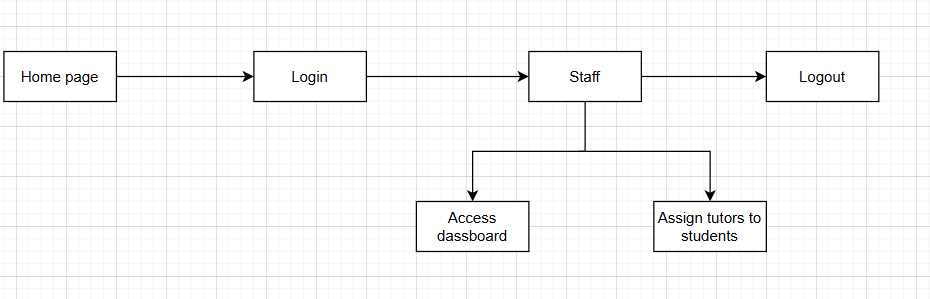 Home page
Login
Staff
Logout
Access
dassboard
Assign tutors to
students